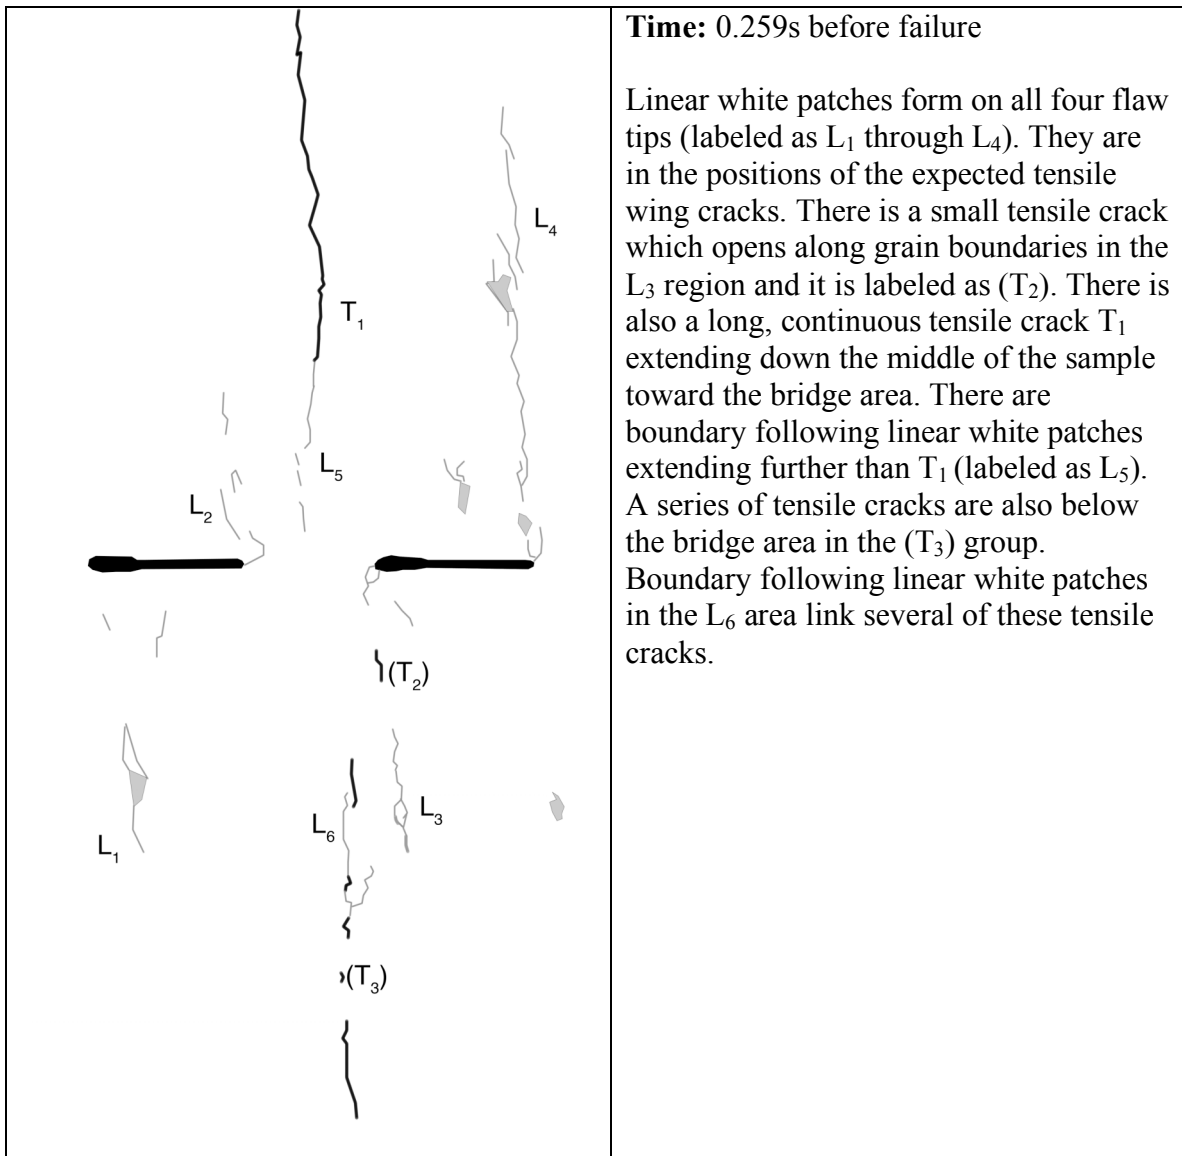 Time: 0.259s before failure
Linear white patches form on all four flaw
tips (labeled as L₁ through L₄). They are
in the positions of the expected tensile
wing cracks. There is a small tensile crack
which opens along grain boundaries in the
L₃ region and it is labeled as (T₂). There is
also a long, continuous tensile crack T₁
extending down the middle of the sample
toward the bridge area. There are
boundary following linear white patches
extending further than T₁ (labeled as L₅).
A series of tensile cracks are also below
the bridge area in the (T₃) group.
Boundary following linear white patches
in the L₆ area link several of these tensile
cracks.
L₄
T₁
L₅
L₂
(T₂)
L₃
L₆
L₁
(T₃)